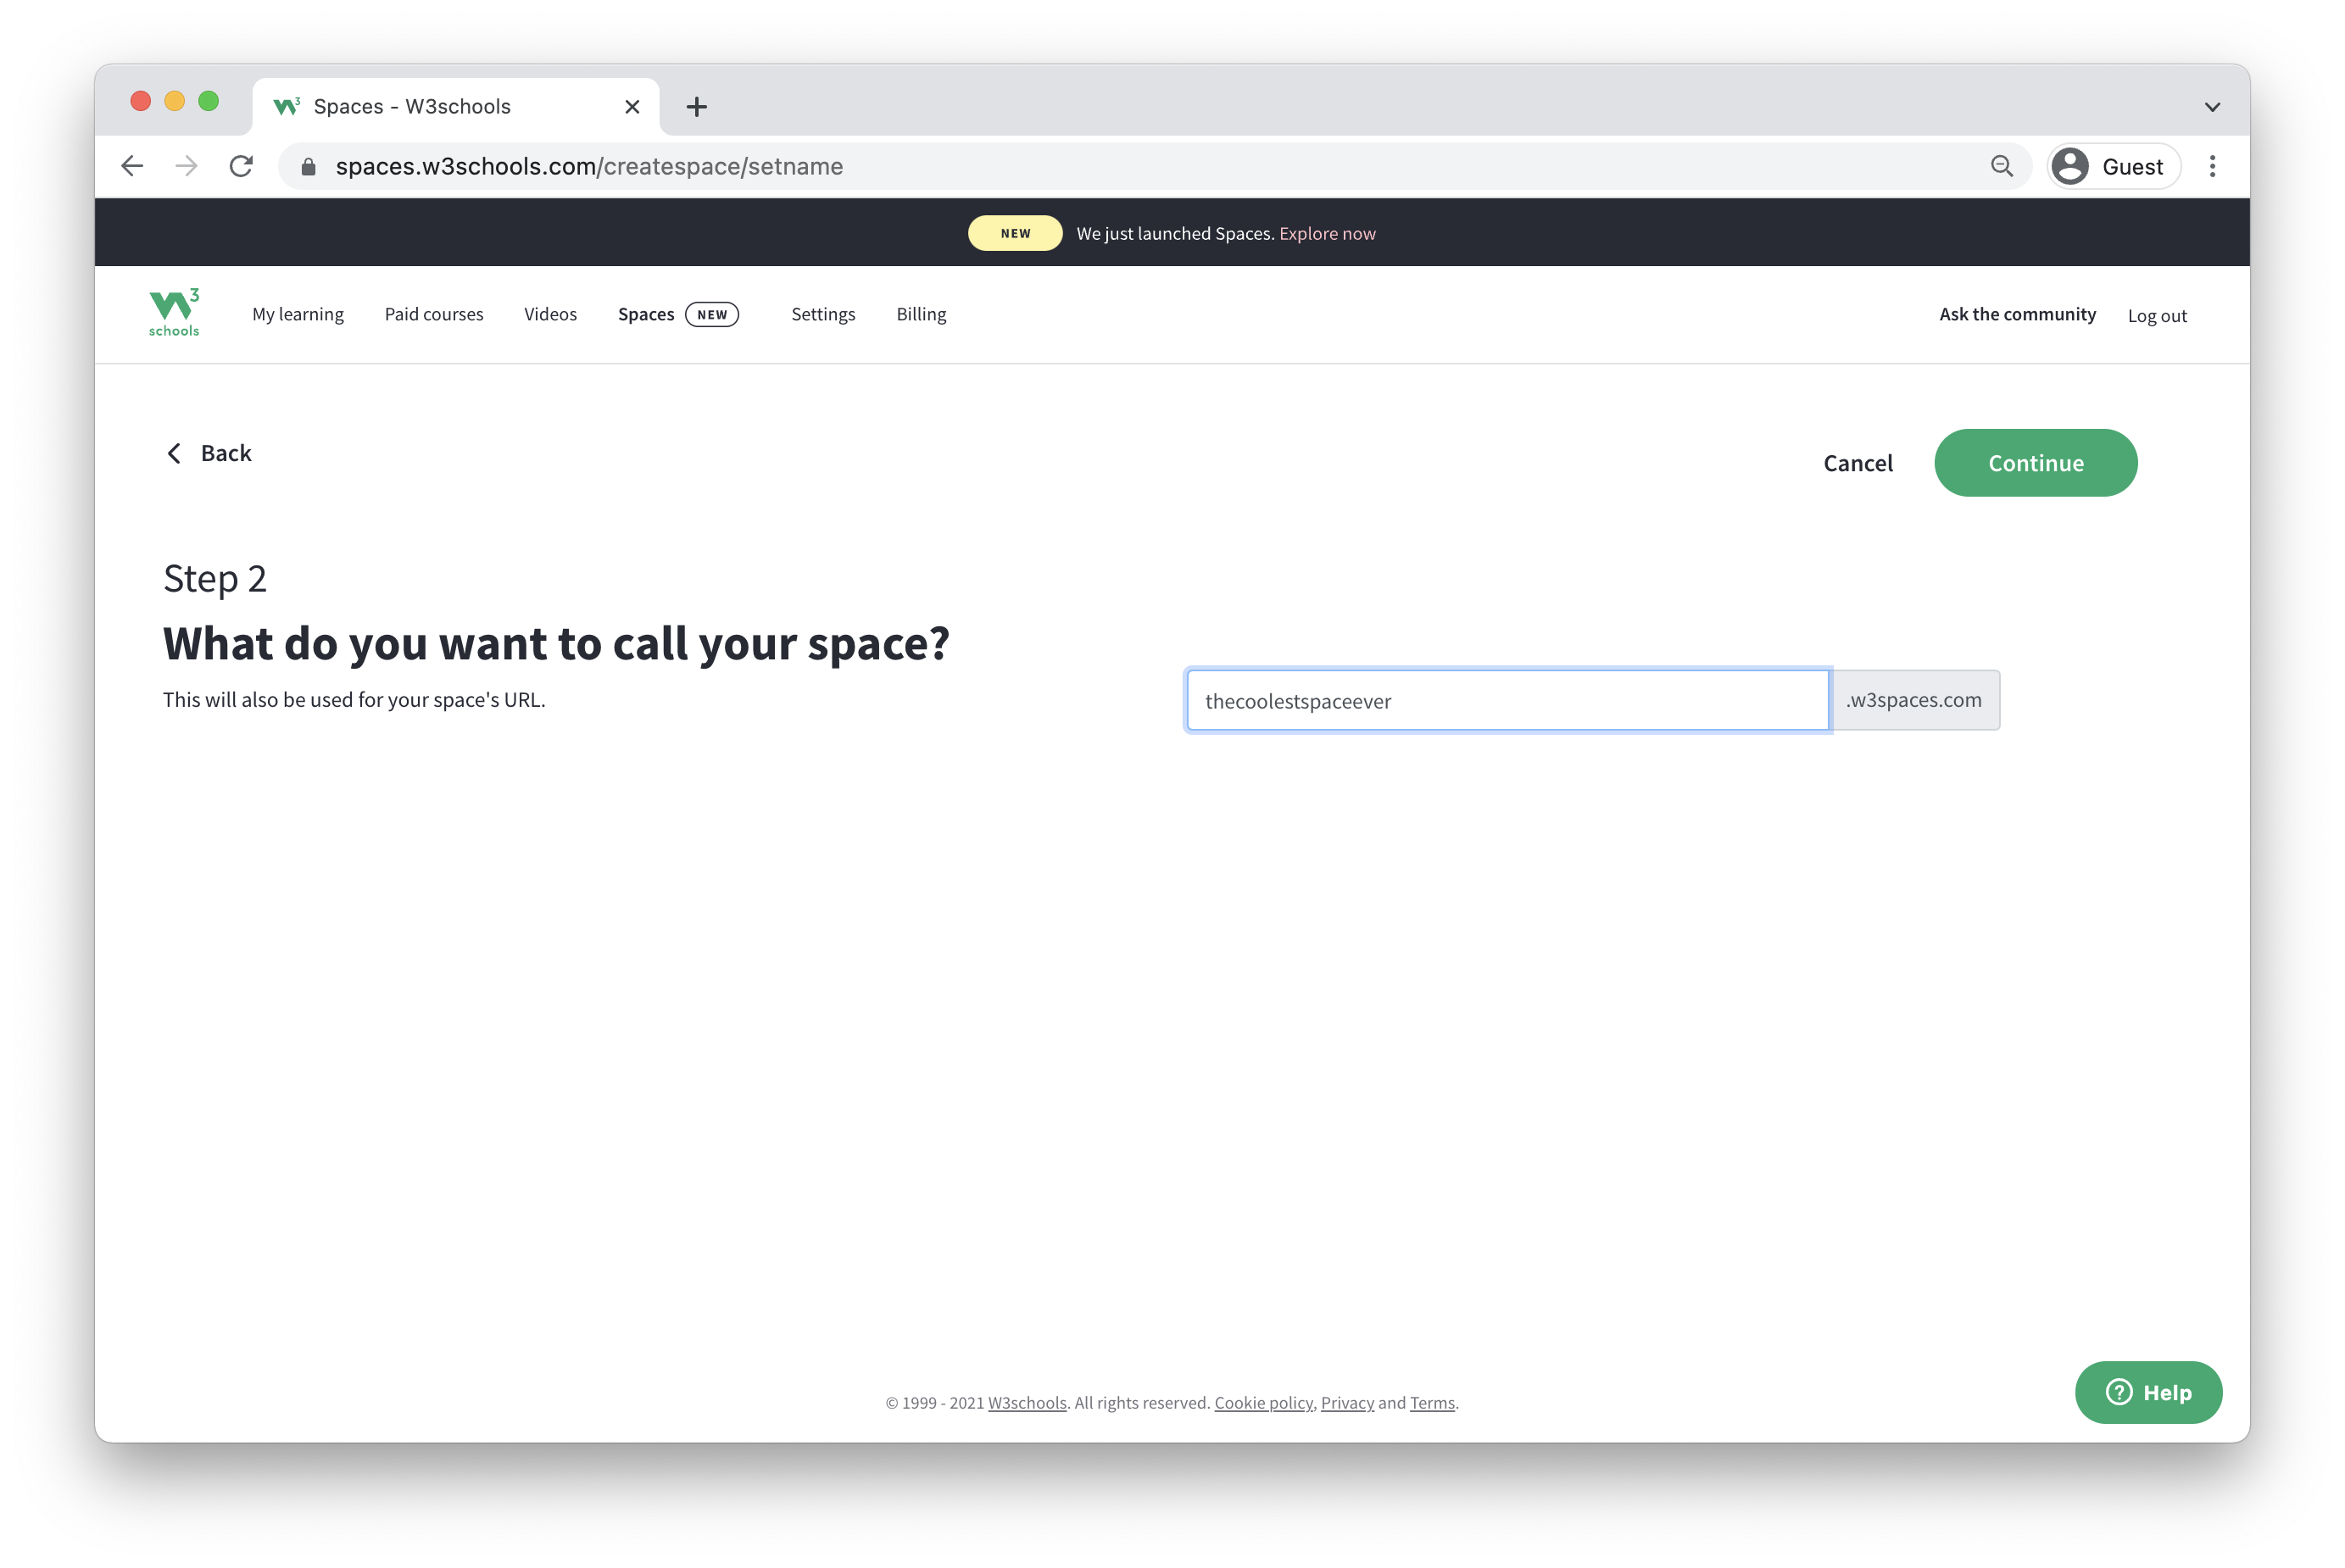 Spaces - W3schools
spaces.w3schools.com/createspace/setname
Guest
NEW We just launched Spaces. Explore now
W3 schools
My learning Paid courses Videos Spaces NEW Settings Billing Ask the community Log out
Back Cancel Continue
Step 2
What do you want to call your space?
This will also be used for your space's URL.
thecoolestspaceever .w3spaces.com
© 1999 - 2021 W3schools. All rights reserved. Cookie policy, Privacy and Terms.
? Help